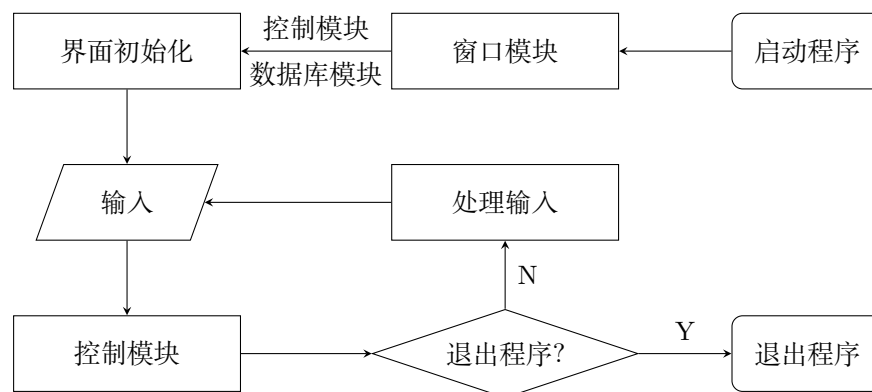 界面初始化
控制模块
数据库模块
窗口模块
启动程序
输入
处理输入
N
控制模块
退出程序?
Y
退出程序